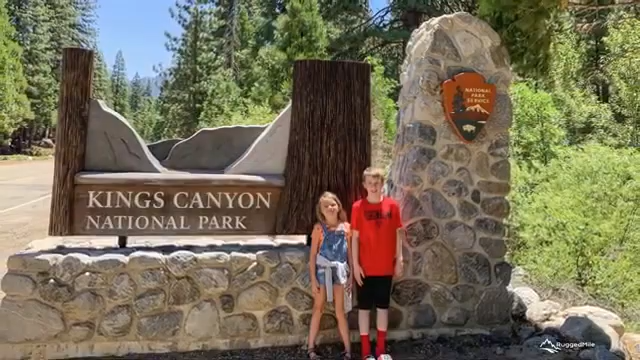 KINGS CANYON
NATIONAL PARK
NATIONAL
PARK
SERVICE
RuggedMile